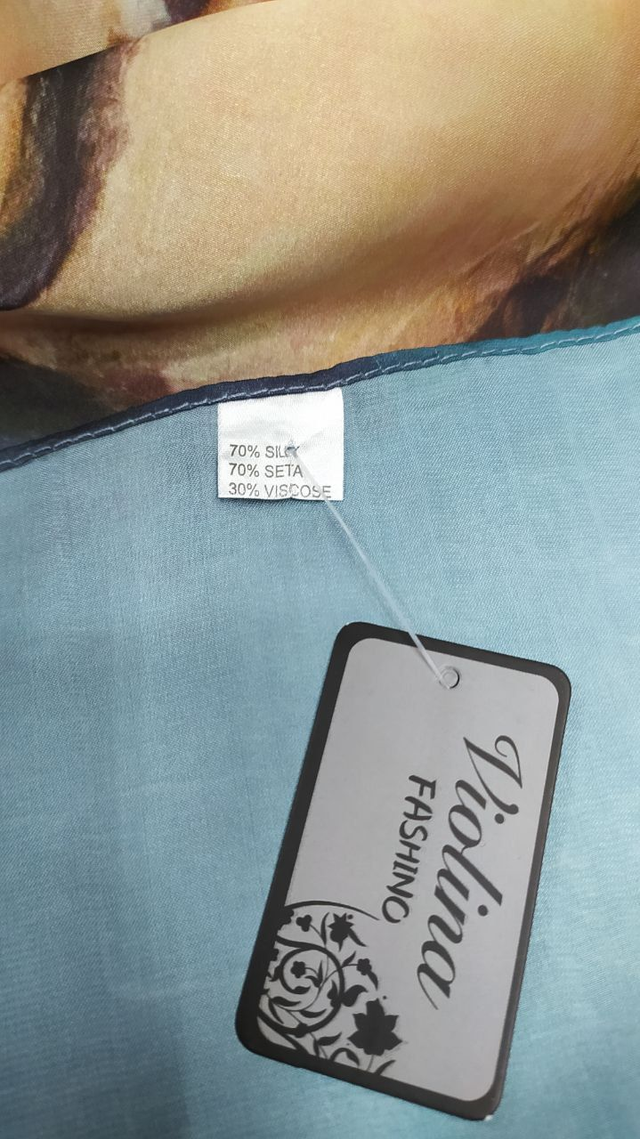 70% SILK
70% SETA
30% VISCOSE
Violina
FASHINO